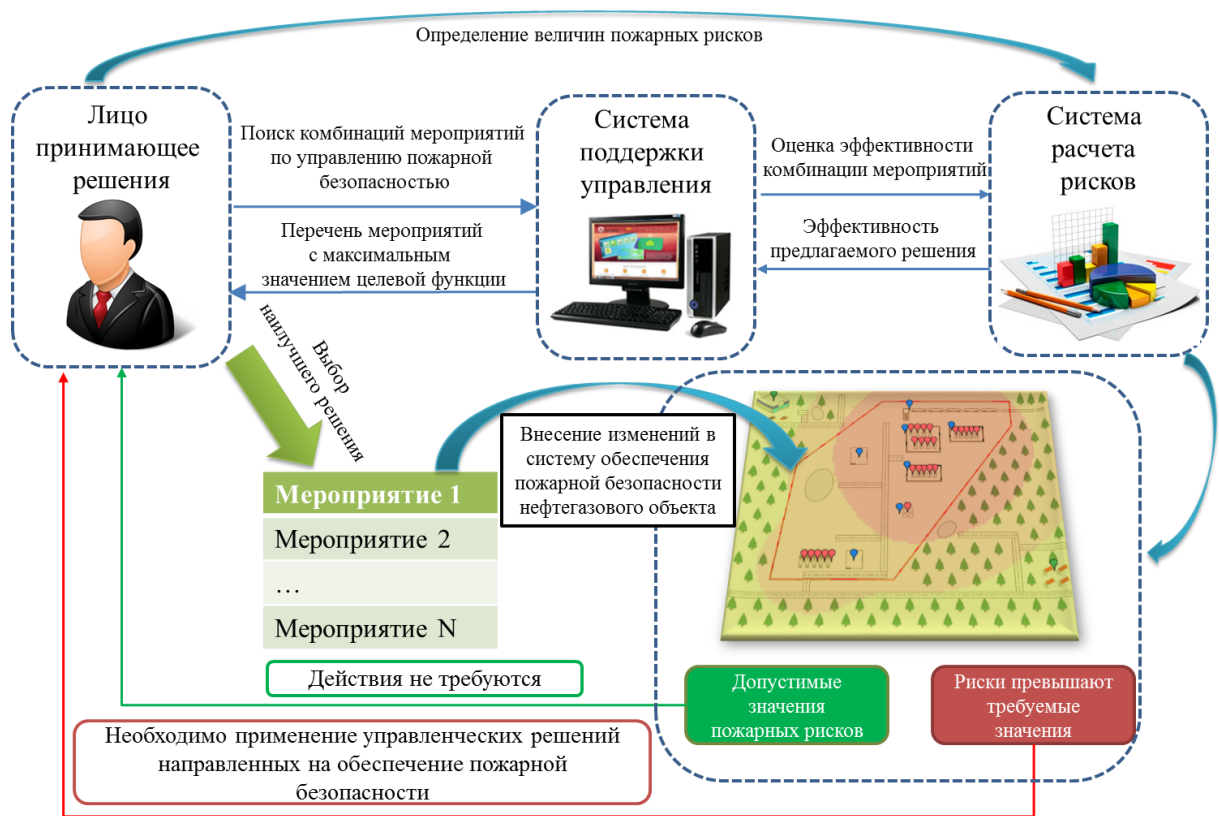 Определение величин пожарных рисков
Лицо
принимающее
решения
Поиск комбинаций мероприятий
по управлению пожарной
безопасностью
Перечень мероприятий
с максимальным
значением целевой функции
Система
поддержки
управления
Оценка эффективности
комбинации мероприятий
Эффективность
предлагаемого решения
Система
расчета
рисков
Выбор
наилучшего решения
Мероприятие 1
Мероприятие 2
…
Мероприятие N
Внесение изменений в
систему обеспечения
пожарной безопасности
нефтегазового объекта
Действия не требуются
Допустимые
значения
пожарных рисков
Риски превышают
требуемые
значения
Необходимо применение управленческих решений
направленных на обеспечение пожарной
безопасности